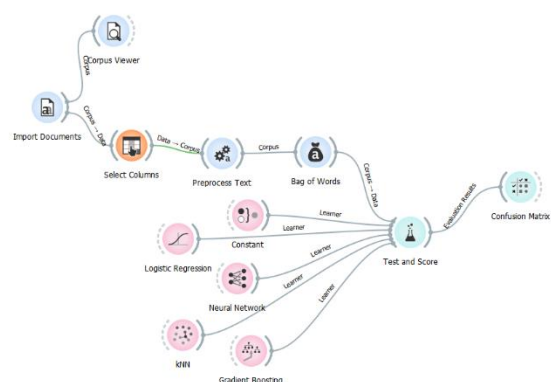 Corpus Viewer
Corpus
Import Documents
Corpus → Data
Select Columns
Data → Corpus
Preprocess Text
Corpus
Bag of Words
Corpus → Data
Learner
Constant
Learner
Logistic Regression
Learner
Neural Network
Learner
kNN
Learner
Gradient Boosting
Test and Score
Evaluation Results
Confusion Matrix